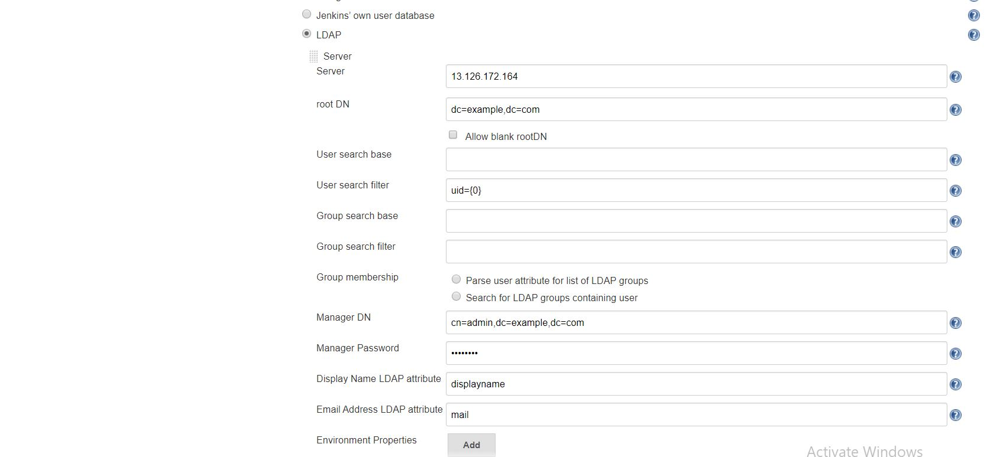 Jenkins' own user database
LDAP
Server
Server
13.126.172.164
root DN
dc=example,dc=com
Allow blank rootDN
User search base
User search filter
uid={0}
Group search base
Group search filter
Group membership
Parse user attribute for list of LDAP groups
Search for LDAP groups containing user
Manager DN
cn=admin,dc=example,dc=com
Manager Password
••••••••
Display Name LDAP attribute
displayname
Email Address LDAP attribute
mail
Environment Properties
Add
Activate Windows